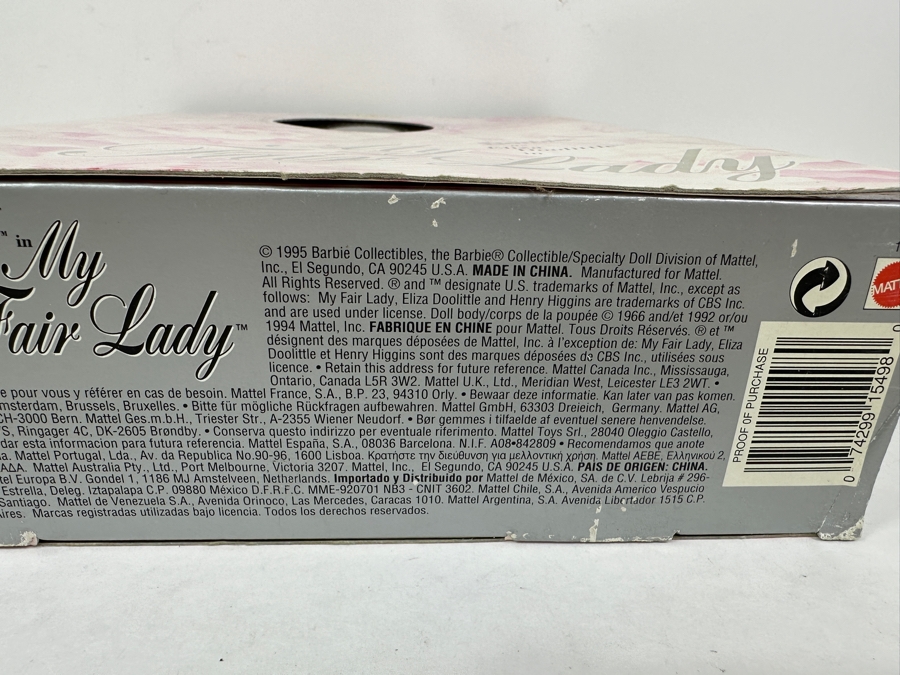 Lady
™ in
My
Fair Lady™
© 1995 Barbie Collectibles, the Barbie® Collectible/Specialty Doll Division of Mattel,
Inc., El Segundo, CA 90245 U.S.A. MADE IN CHINA. Manufactured for Mattel.
All Rights Reserved. ® and ™ designate U.S. trademarks of Mattel, Inc., except as
follows: My Fair Lady, Eliza Doolittle and Henry Higgins are trademarks of CBS Inc.
and are used under license. Doll body/corps de la poupée © 1966 and/et 1992 or/ou
1994 Mattel, Inc. FABRIQUE EN CHINE pour Mattel. Tous Droits Réservés. ® et ™
désignent des marques déposées de Mattel, Inc. à l'exception de: My Fair Lady, Eliza
Doolittle et Henry Higgins sont des marques déposées de CBS Inc., utilisées sous
licence. • Retain this address for future reference. Mattel Canada Inc., Mississauga,
Ontario, Canada L5R 3W2. Mattel U.K., Ltd., Meridian West, Leicester LE3 2WT. •
e pour vous y référer en cas de besoin. Mattel France, S.A., B.P. 23, 94310 Orly. • Bewaar deze informatie. Kan later van pas komen.
msterdam, Brussels, Bruxelles. • Bitte für mögliche Rückfragen aufbewahren. Mattel GmbH, 63303 Dreieich, Germany. Mattel AG,
CH-3000 Bern. Mattel Ges.m.b.H., Triester Str., A-2355 Wiener Neudorf. • Bør gemmes i tilfælde af eventuel senere henvendelse.
S, Ringager 4C, DK-2605 Brøndby. • Conserva questo indirizzo per eventuale riferimento. Mattel Toys Srl., 28040 Oleggio Castello,
dar esta informacion para futura referencia. Mattel España, S.A., 08036 Barcelona. N.I.F. A08•842809 • Recomendamos que anote
a. Mattel Portugal, Lda., Av. da Republica No.90-96, 1600 Lisboa. Κρατήστε την διεύθυνση για μελλοντική χρήση. Mattel AEBE, Ελληνικού 2,
ΑΔΑ. Mattel Australia Pty., Ltd., Port Melbourne, Victoria 3207. Mattel, Inc., El Segundo, CA 90245 U.S.A. PAIS DE ORIGEN: CHINA.
tel Europa B.V. Gondel 1, 1186 MJ Amstelveen, Netherlands. Importado y Distribuido por Mattel de México, SA. de C.V. Lebrija # 296-
Estrella, Deleg. Iztapalapa C.P. 09880 México D.F.R.F.C. MME-920701 NB3 - CNIT 3602. Mattel Chile, S.A., Avenida Americo Vespucio
Santiago. Mattel de Venezuela S.A., Avenida Orinoco, Las Mercedes, Caracas 1010. Mattel Argentina, S.A. Avenida Libertador 1515 C.P.
ires. Marcas registradas utilizadas bajo licencia. Todos los derechos reservados.
MAT
PROOF OF PURCHASE
0 74299 15498 0